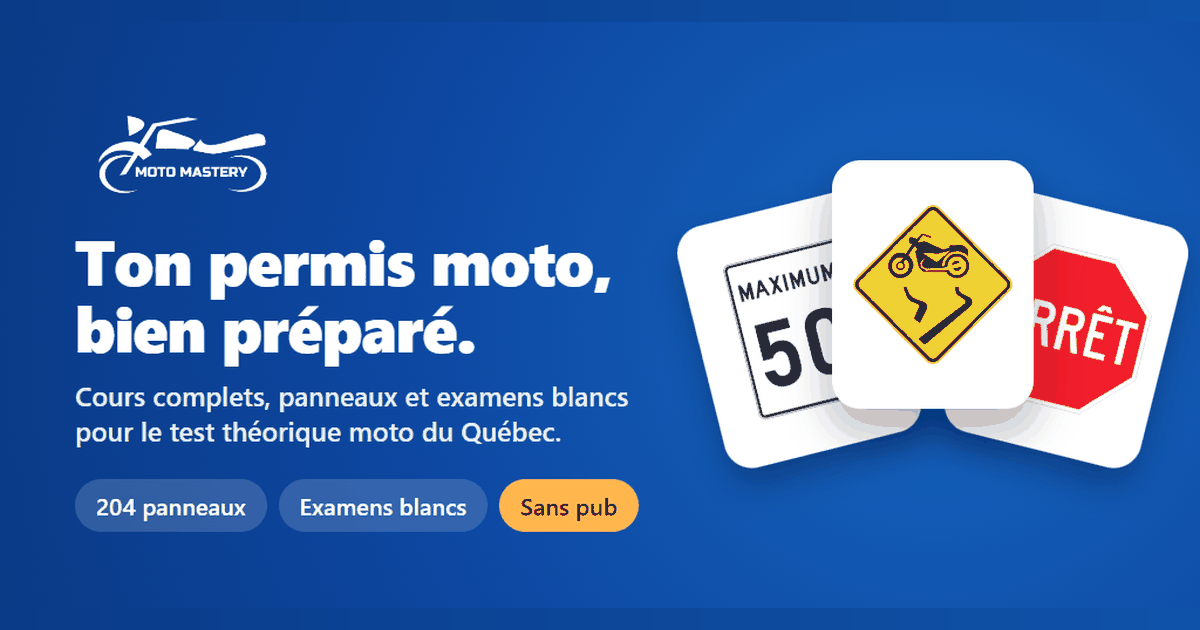 MOTO MASTERY
Ton permis moto,
bien préparé.
Cours complets, panneaux et examens blancs
pour le test théorique moto du Québec.
204 panneaux
Examens blancs
Sans pub
MAXIMUM
50
RRÊT